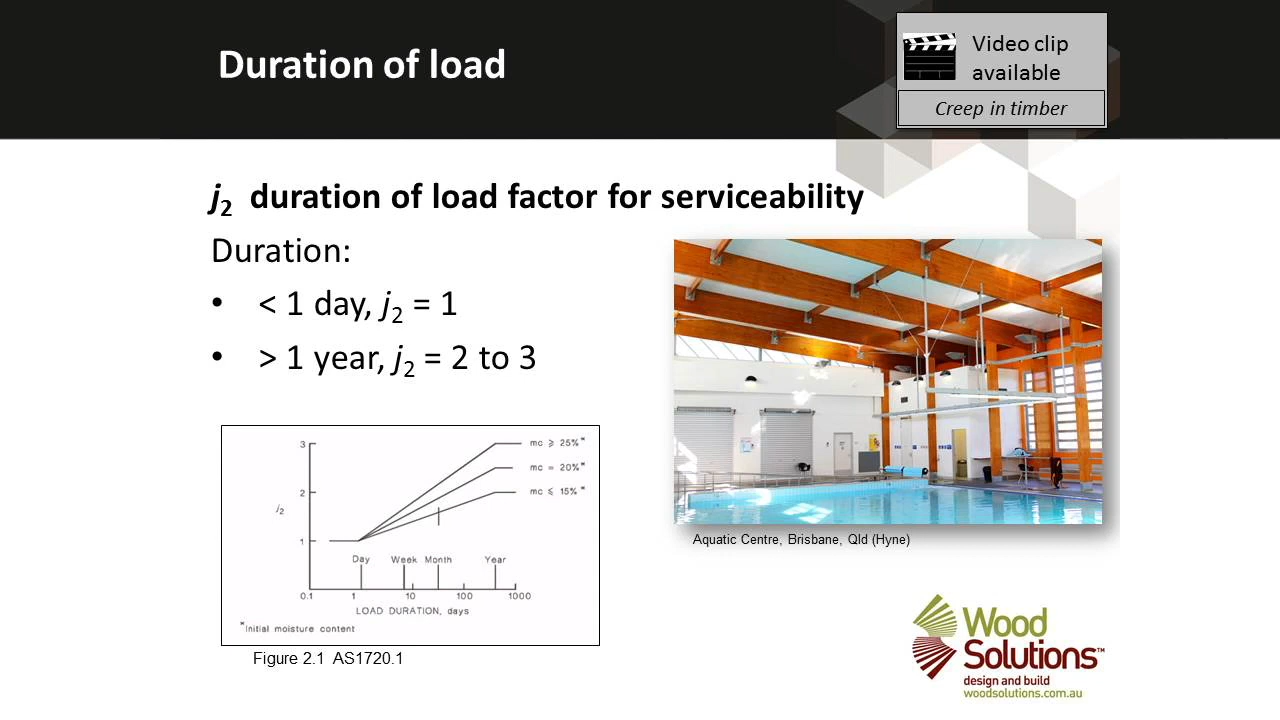 Duration of load
Video clip
available
Creep in timber
j2 duration of load factor for serviceability
Duration:
• < 1 day, j2 = 1
• > 1 year, j2 = 2 to 3
3
2
1
j2
mc ⩾ 25%*
mc = 20%*
mc ⩽ 15%*
Day Week Month Year
0.1 1 10 100 1000
LOAD DURATION, days
*Initial moisture content
Figure 2.1 AS1720.1
Aquatic Centre, Brisbane, Qld (Hyne)
Wood
Solutions™
design and build
woodsolutions.com.au